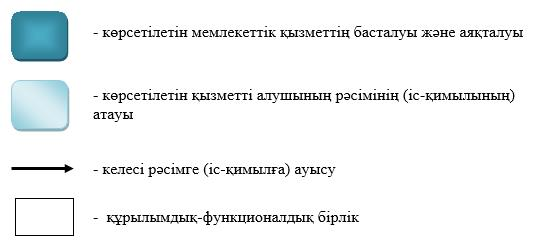 - көрсетілетін мемлекеттік қызметтің басталуы және аяқталуы
- көрсетілетін қызметті алушының рәсімінің (іс-қимылының)
атауы
- келесі рәсімге (іс-қимылға) ауысу
- құрылымдық-функционалдық бірлік